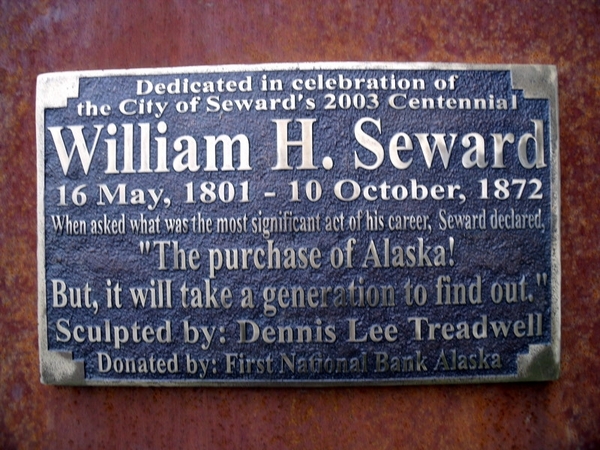 Dedicated in celebration of
the City of Seward's 2003 Centennial
William H. Seward
16 May, 1801 - 10 October, 1872
When asked what was the most significant act of his career, Seward declared,
"The purchase of Alaska!
But, it will take a generation to find out."
Sculpted by: Dennis Lee Treadwell
Donated by: First National Bank Alaska